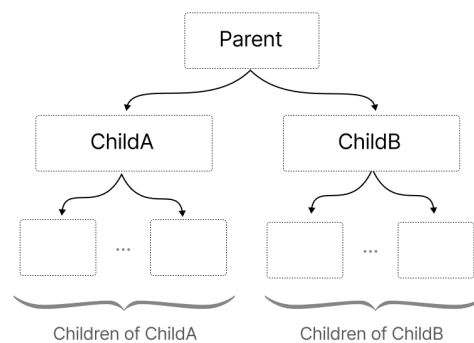 Parent
ChildA
ChildB
...
...
Children of ChildA
Children of ChildB